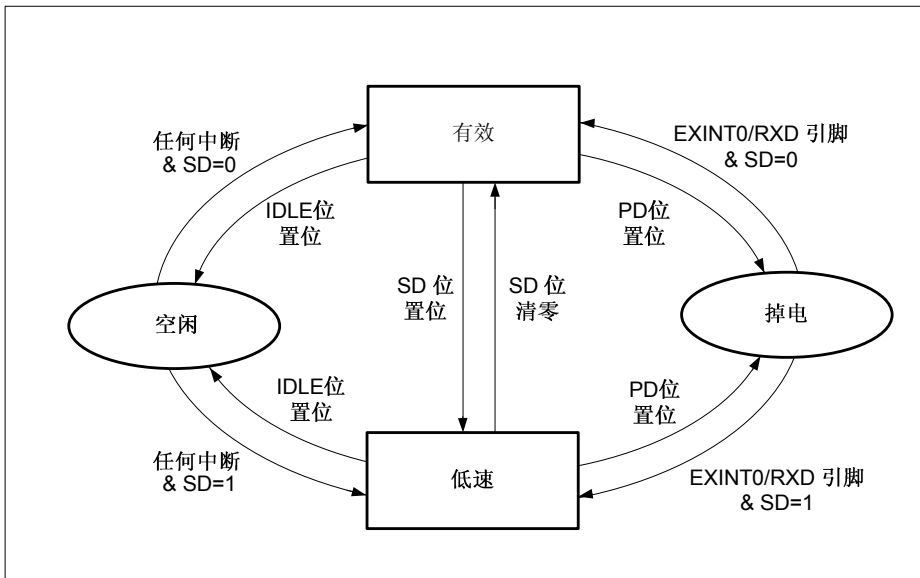 有效
任何中断
& SD=0
EXINT0/RXD 引脚
& SD=0
IDLE位
置位
PD位
置位
SD 位
置位
SD 位
清零
空闲
掉电
IDLE位
置位
PD位
置位
任何中断
& SD=1
低速
EXINT0/RXD 引脚
& SD=1